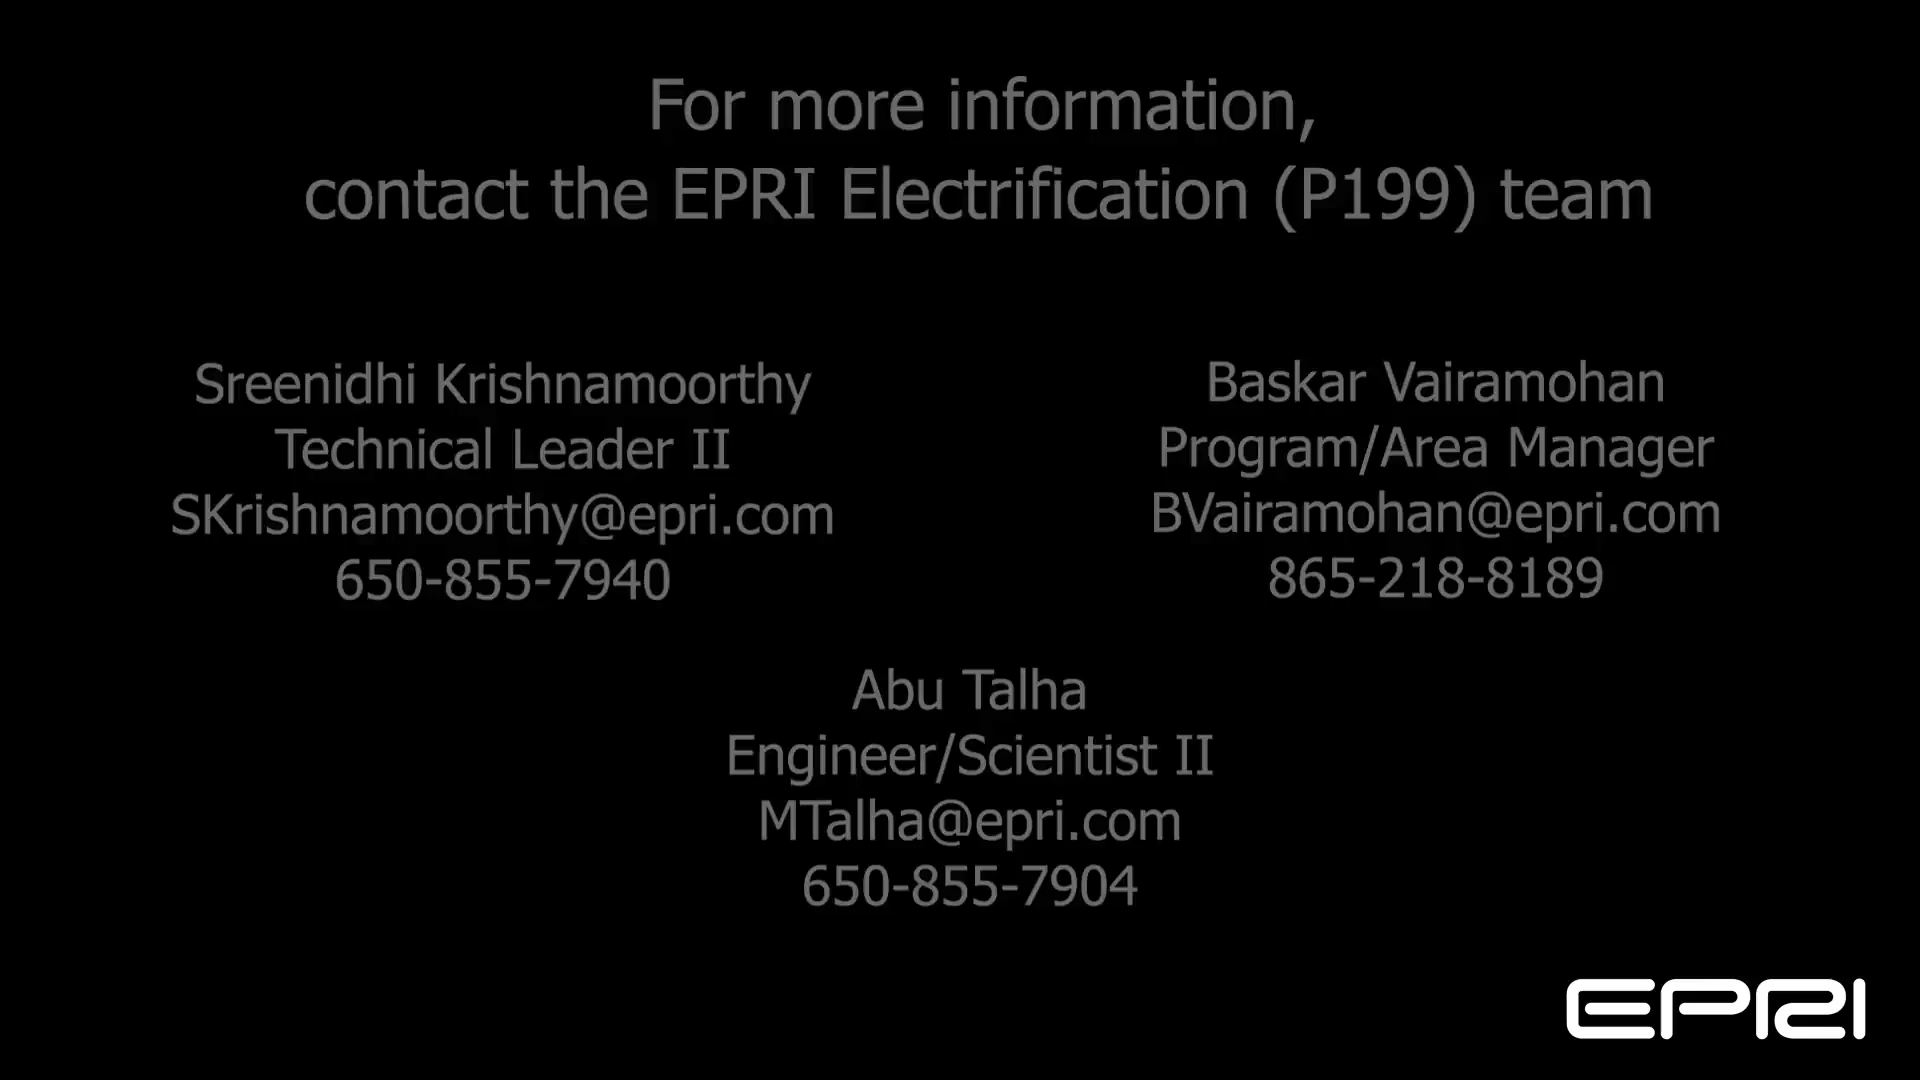 For more information,
contact the EPRI Electrification (P199) team
Sreenidhi Krishnamoorthy
Technical Leader II
SKrishnamoorthy@epri.com
650-855-7940
Baskar Vairamohan
Program/Area Manager
BVairamohan@epri.com
865-218-8189
Abu Talha
Engineer/Scientist II
MTalha@epri.com
650-855-7904
EPRI